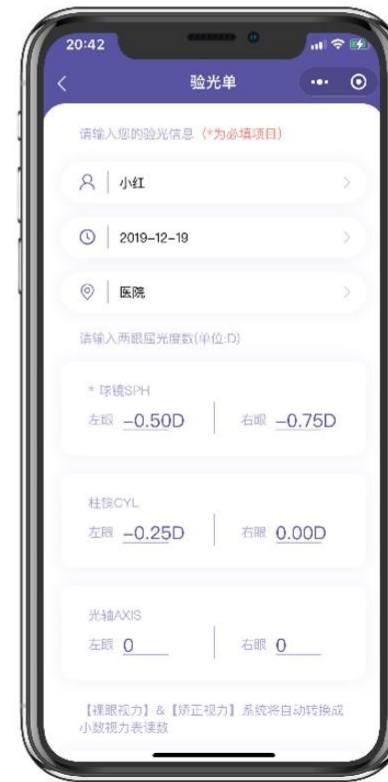 20:42
验光单
请输入您的验光信息 (*为必填项目)
小红
2019-12-19
医院
请输入两眼屈光度数(单位:D)
* 球镜SPH
左眼 -0.50D 右眼 -0.75D
柱镜CYL
左眼 -0.25D 右眼 0.00D
光轴AXIS
左眼 0 右眼 0
【裸眼视力】&【矫正视力】系统将自动转换成
小数视力表读数